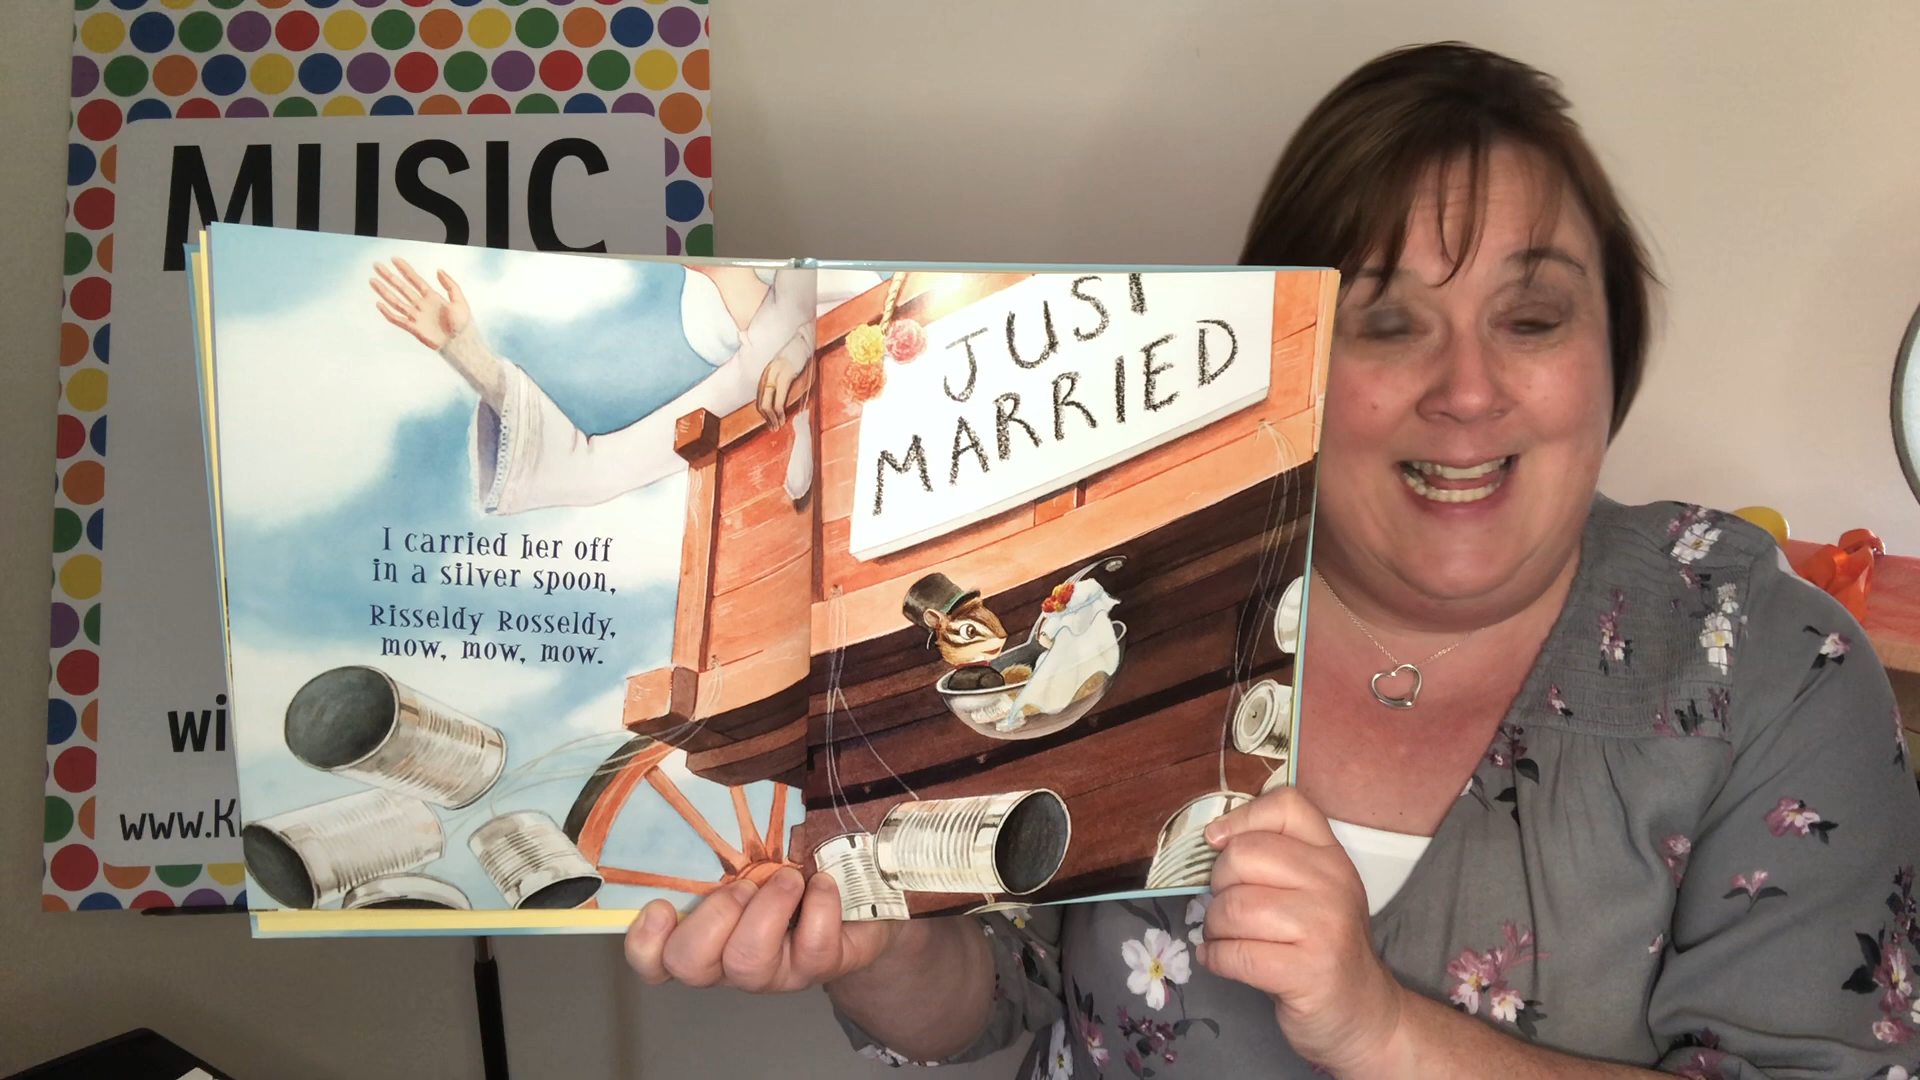 MUSIC
wi
www.K
I carried her off
in a silver spoon,
Risseldy Rosseldy,
mow, mow, mow.
JUST
MARRIED